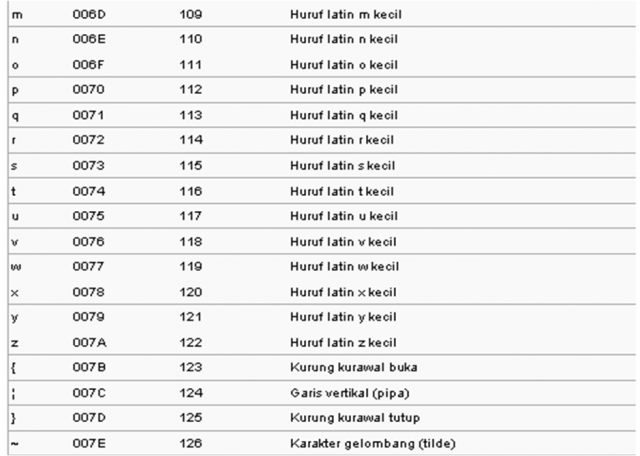 m 006D 109 Huruf latin m kecil
n 006E 110 Huruf latin n kecil
o 006F 111 Huruf latin o kecil
p 0070 112 Huruf latin p kecil
q 0071 113 Huruf latin q kecil
r 0072 114 Huruf latin r kecil
s 0073 115 Huruf latin s kecil
t 0074 116 Huruf latin t kecil
u 0075 117 Huruf latin u kecil
v 0076 118 Huruf latin v kecil
w 0077 119 Huruf latin w kecil
x 0078 120 Huruf latin x kecil
y 0079 121 Huruf latin y kecil
z 007A 122 Huruf latin z kecil
{ 007B 123 Kurung kurawal buka
¦ 007C 124 Garis vertikal (pipa)
} 007D 125 Kurung kurawal tutup
~ 007E 126 Karakter gelombang (tilde)